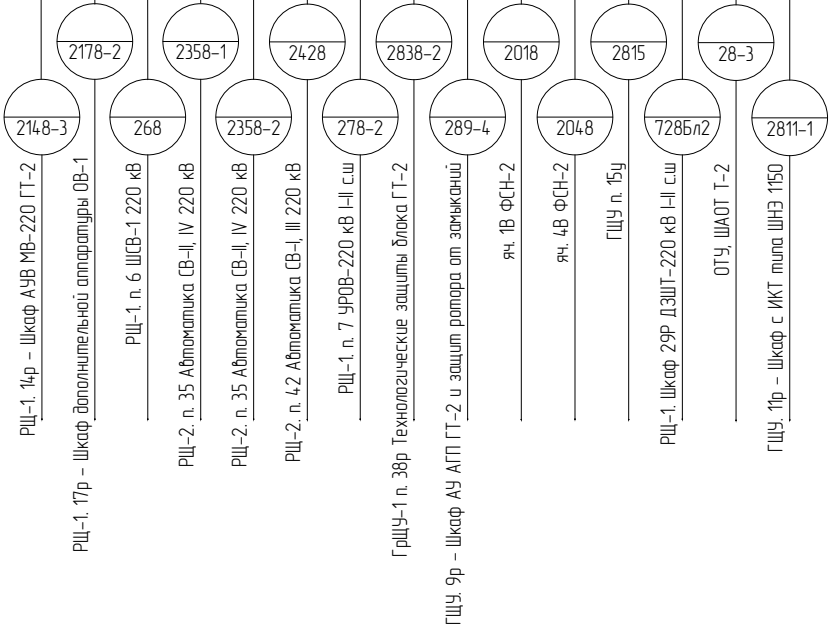 2178-2
2358-1
2428
2838-2
2018
2815
28-3
2148-3
268
2358-2
278-2
289-4
2048
728Бл2
2811-1
РЩ-1. 14р - Шкаф АУВ МВ-220 ГТ-2
РЩ-1. 17р - Шкаф дополнительной аппаратуры ОВ-1
РЩ-1. п. 6 ШСВ-1 220 кВ
РЩ-2. п. 35 Автоматика СВ-II, IV 220 кВ
РЩ-2. п. 35 Автоматика СВ-II, IV 220 кВ
РЩ-2. п. 42 Автоматика СВ-I, III 220 кВ
РЩ-1. п. 7 УРОВ-220 кВ I-II с.ш
ГрЩУ-1 п. 38р Технологические защиты блока ГТ-2
ГЩУ. 9р - Шкаф АУ АГП ГТ-2 и защит ротора от замыканий
яч. 1В ФСН-2
яч. 4В ФСН-2
ГЩУ п. 15у
РЩ-1. Шкаф 29Р ДЗШТ-220 кВ I-II с.ш
ОТУ, ШАОТ Т-2
ГЩУ. 11р - Шкаф с ИКТ типа ШНЭ 1150